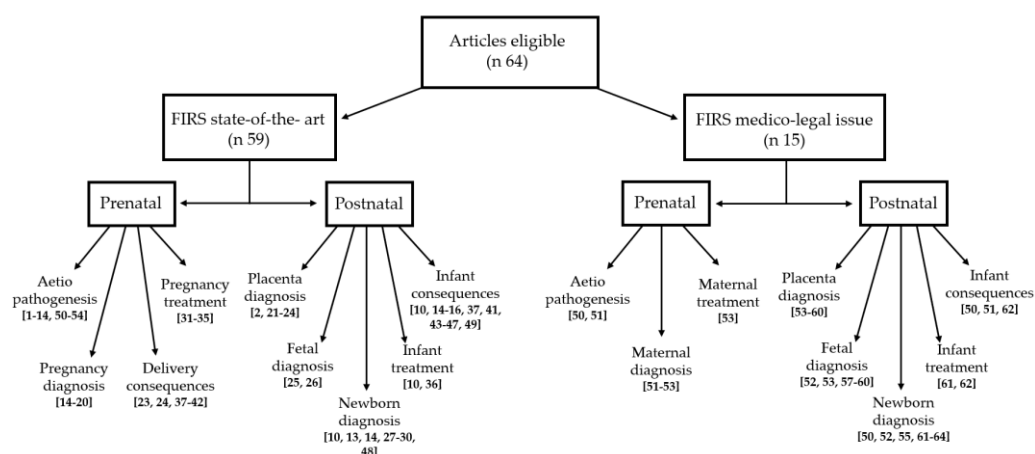 Articles eligible
(n 64)
FIRS state-of-the- art
(n 59)
FIRS medico-legal issue
(n 15)
Prenatal
Postnatal
Prenatal
Postnatal
Aetio
pathogenesis
[1-14, 50-54]
Pregnancy
treatment
[31-35]
Pregnancy
diagnosis
[14-20]
Delivery
consequences
[23, 24, 37-42]
Placenta
diagnosis
[2, 21-24]
Infant
consequences
[10, 14-16, 37, 41,
43-47, 49]
Fetal
diagnosis
[25, 26]
Infant
treatment
[10, 36]
Newborn
diagnosis
[10, 13, 14, 27-30,
48]
Aetio
pathogenesis
[50, 51]
Maternal
treatment
[53]
Maternal
diagnosis
[51-53]
Placenta
diagnosis
[53-60]
Infant
consequences
[50, 51, 62]
Fetal
diagnosis
[52, 53, 57-60]
Infant
treatment
[61, 62]
Newborn
diagnosis
[50, 52, 55, 61-64]